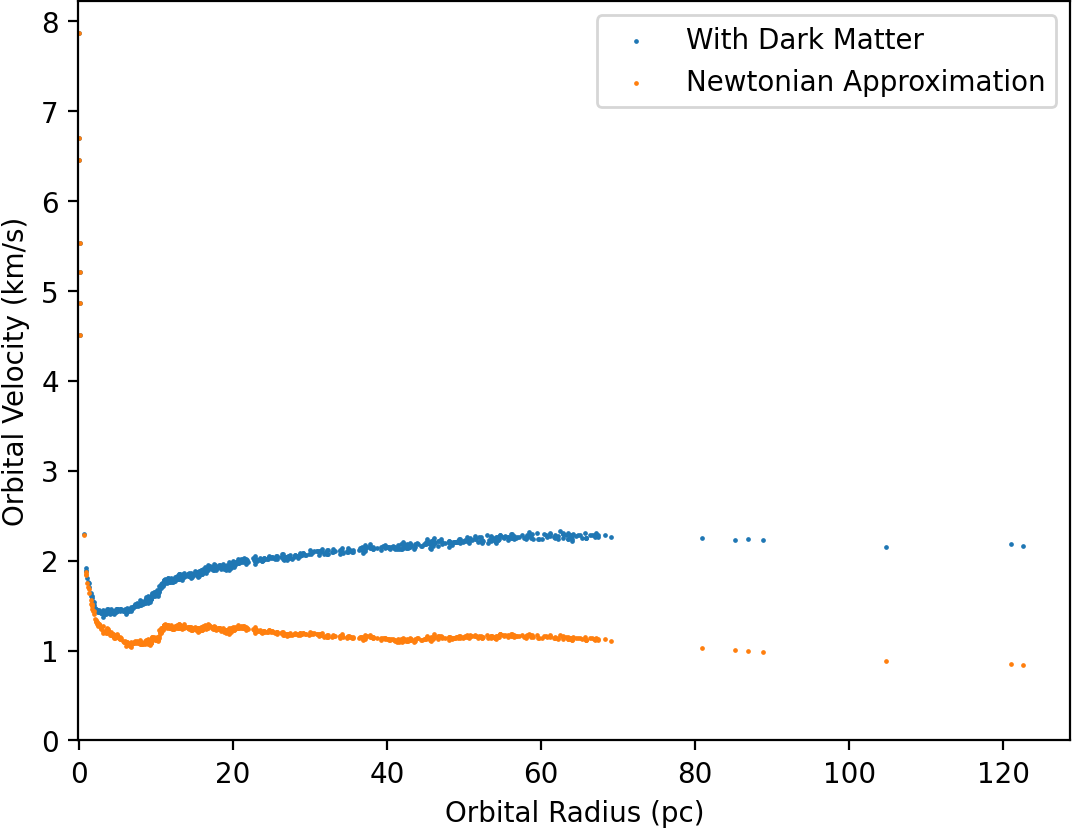 With Dark Matter
Newtonian Approximation
8
7
6
5
4
3
2
1
0
Orbital Velocity (km/s)
0 20 40 60 80 100 120
Orbital Radius (pc)